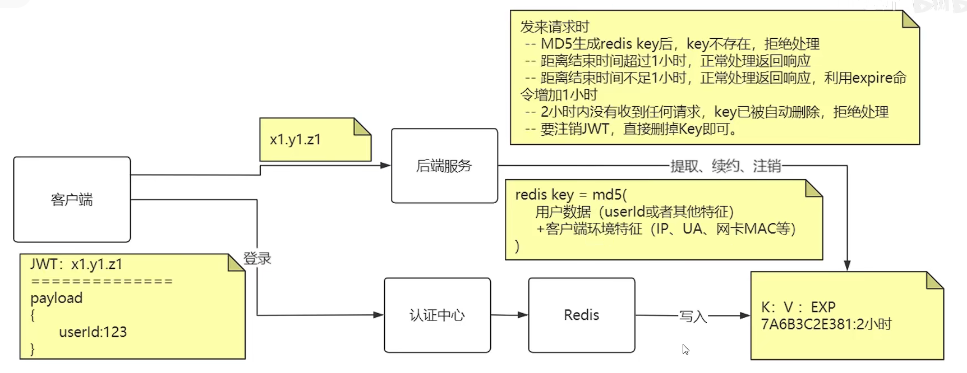 发来请求时
-- MD5生成redis key后，key不存在，拒绝处理
-- 距离结束时间超过1小时，正常处理返回响应
-- 距离结束时间不足1小时，正常处理返回响应，利用expire命
令增加1小时
-- 2小时内没有收到任何请求，key已被自动删除，拒绝处理
-- 要注销JWT，直接删掉Key即可。
x1.y1.z1
后端服务
提取、续约、注销
客户端
redis key = md5(
用户数据（userId或者其他特征）
+客户端环境特征（IP、UA、网卡MAC等）
)
登录
JWT：x1.y1.z1
==============
payload
{
userId:123
}
认证中心
Redis
写入
K：V：EXP
7A6B3C2E381:2小时